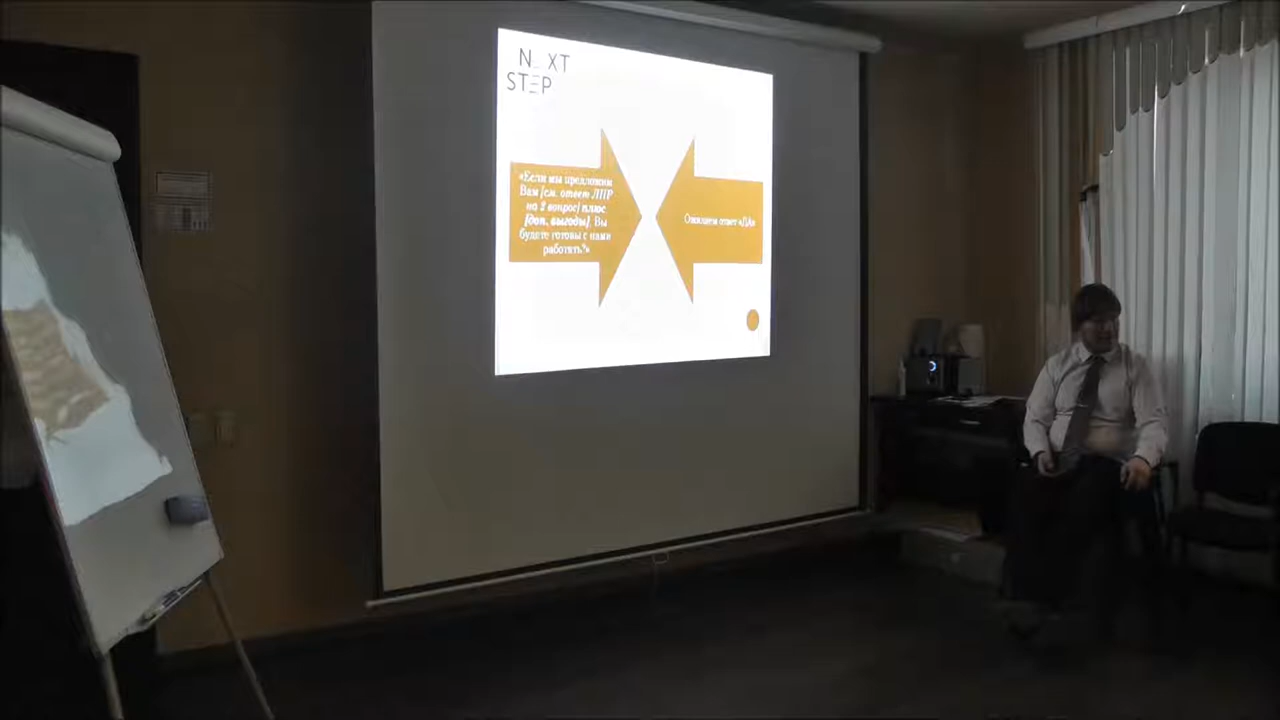 NEXT
STEP
«Если мы предложим
Вам [см. ответ ЛПР
на 2 вопрос] плюс
[доп. выгоды], Вы
будете готовы с нами
работать?»
Ожидаем ответ «ДА»